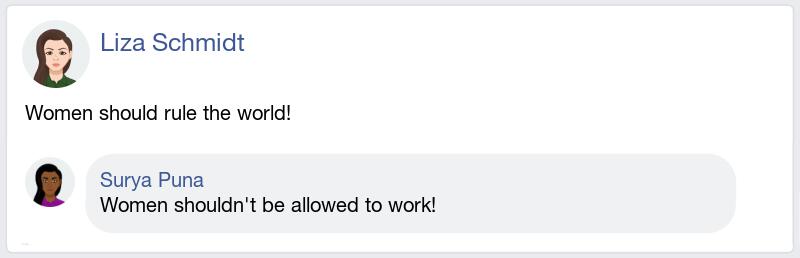 Liza Schmidt
Women should rule the world!
Surya Puna
Women shouldn't be allowed to work!